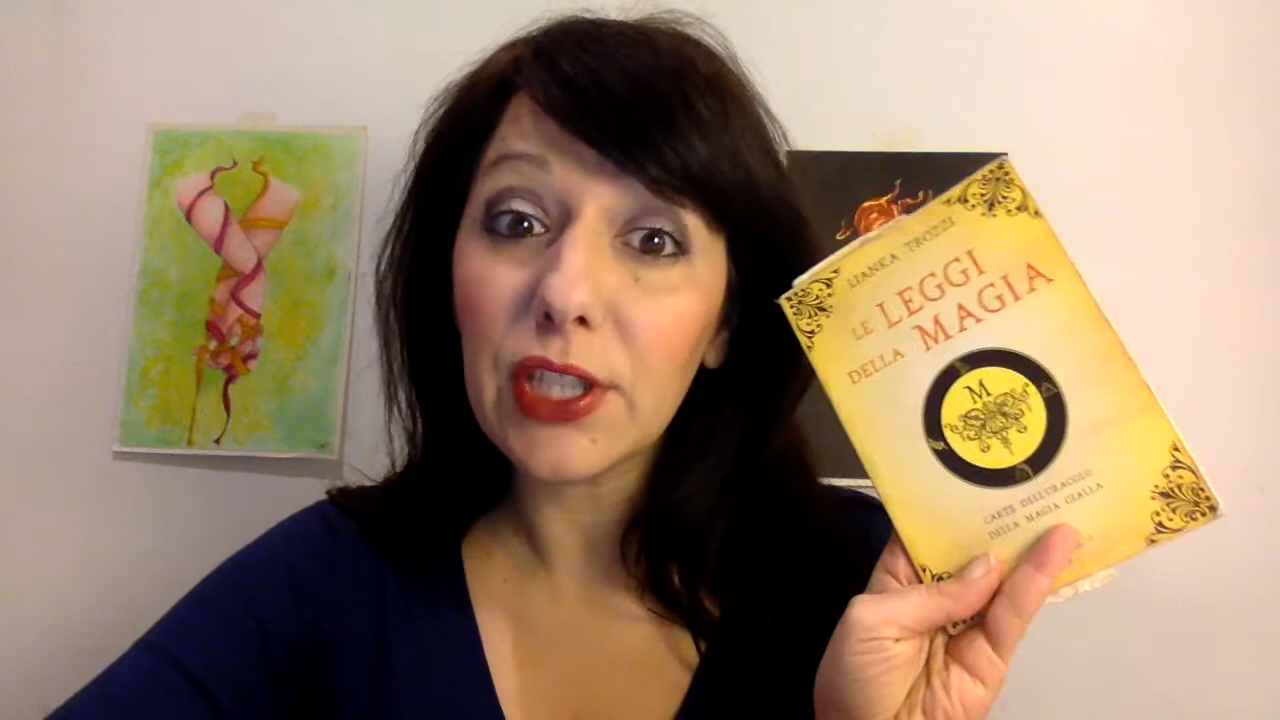 LIANKA TROZZI
LE LEGGI
DELLA MAGIA
M
CARTE DELL'ORACOLO
DELLA MAGIA GIALLA